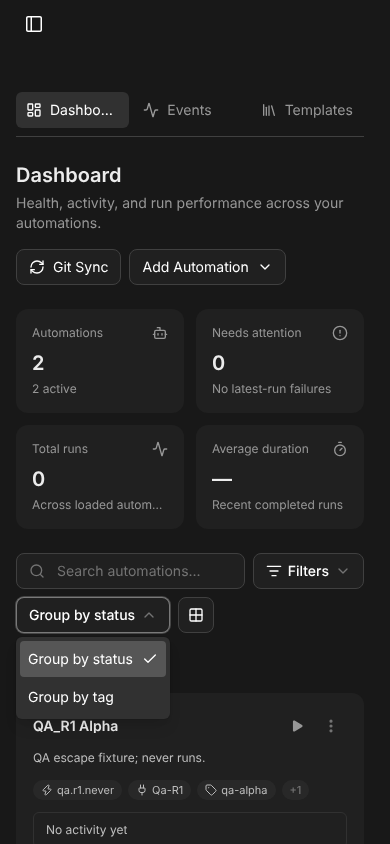 Dashbo...
Events
Templates
Dashboard
Health, activity, and run performance across your
automations.
Git Sync
Add Automation
Automations
2
2 active
Needs attention
0
No latest-run failures
Total runs
0
Across loaded autom...
Average duration
—
Recent completed runs
Search automations...
Filters
Group by status
Group by status
Group by tag
QA_R1 Alpha
QA escape fixture; never runs.
qa.r1.never
Qa-R1
qa-alpha
+1
No activity yet